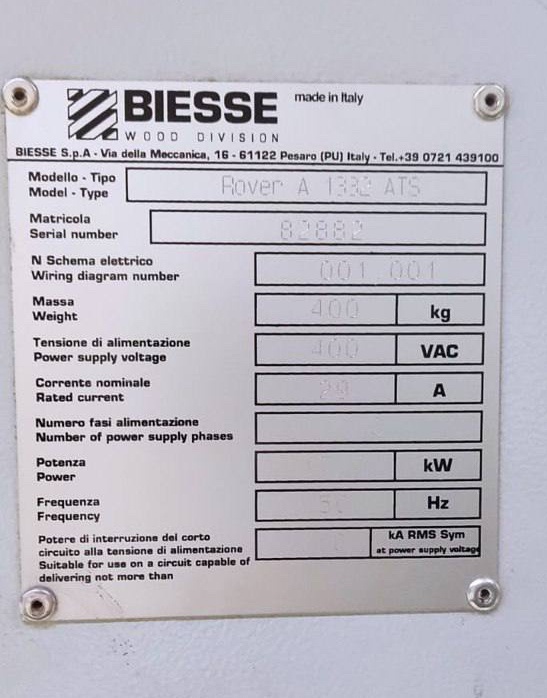 BIESSE made in Italy
WOOD DIVISION
BIESSE S.p.A - Via della Meccanica, 16 - 61122 Pesaro (PU) Italy - Tel.+39 0721 439100
Modello - Tipo
Model - Type
Rover A 1332 ATS
Matricola
Serial number
82882
N Schema elettrico
Wiring diagram number
001.001
Massa
Weight
400 kg
Tensione di alimentazione
Power supply voltage
400 VAC
Corrente nominale
Rated current
29 A
Numero fasi alimentazione
Number of power supply phases
Potenza
Power
kW
Frequenza
Frequency
50 Hz
Potere di interruzione del corto
circuito alla tensione di alimentazione
Suitable for use on a circuit capable of
delivering not more than
kA RMS Sym
at power supply voltage